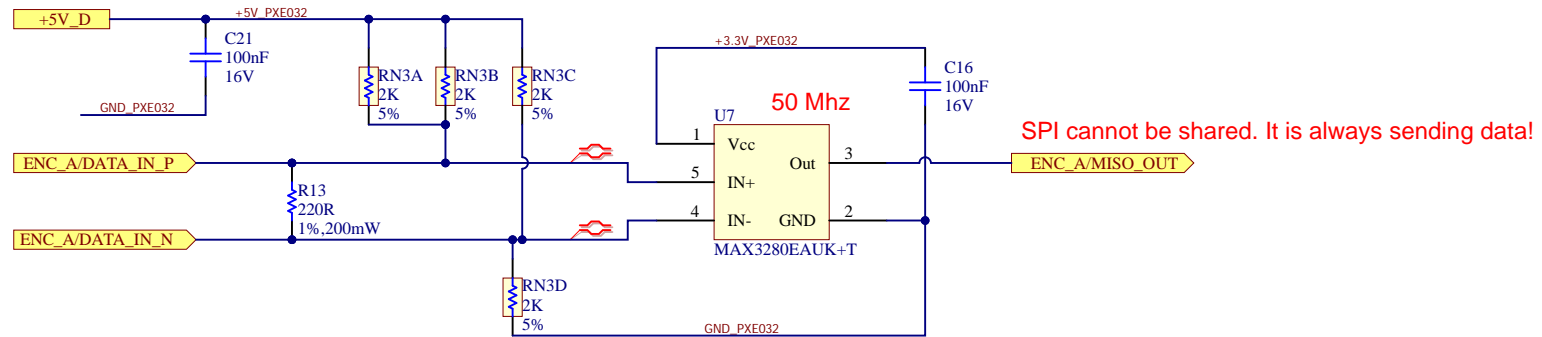 +5V_D
+5V_PXE032
C21
100nF
16V
GND_PXE032
RN3A
2K
5%
RN3B
2K
5%
RN3C
2K
5%
+3.3V_PXE032
C16
100nF
16V
50 Mhz
U7
1
Vcc
5
IN+
4
IN-
Out
3
GND
2
MAX3280EAUK+T
SPI cannot be shared. It is always sending data!
ENC_A/MISO_OUT
ENC_A/DATA_IN_P
R13
220R
1%,200mW
ENC_A/DATA_IN_N
RN3D
2K
5%
GND_PXE032